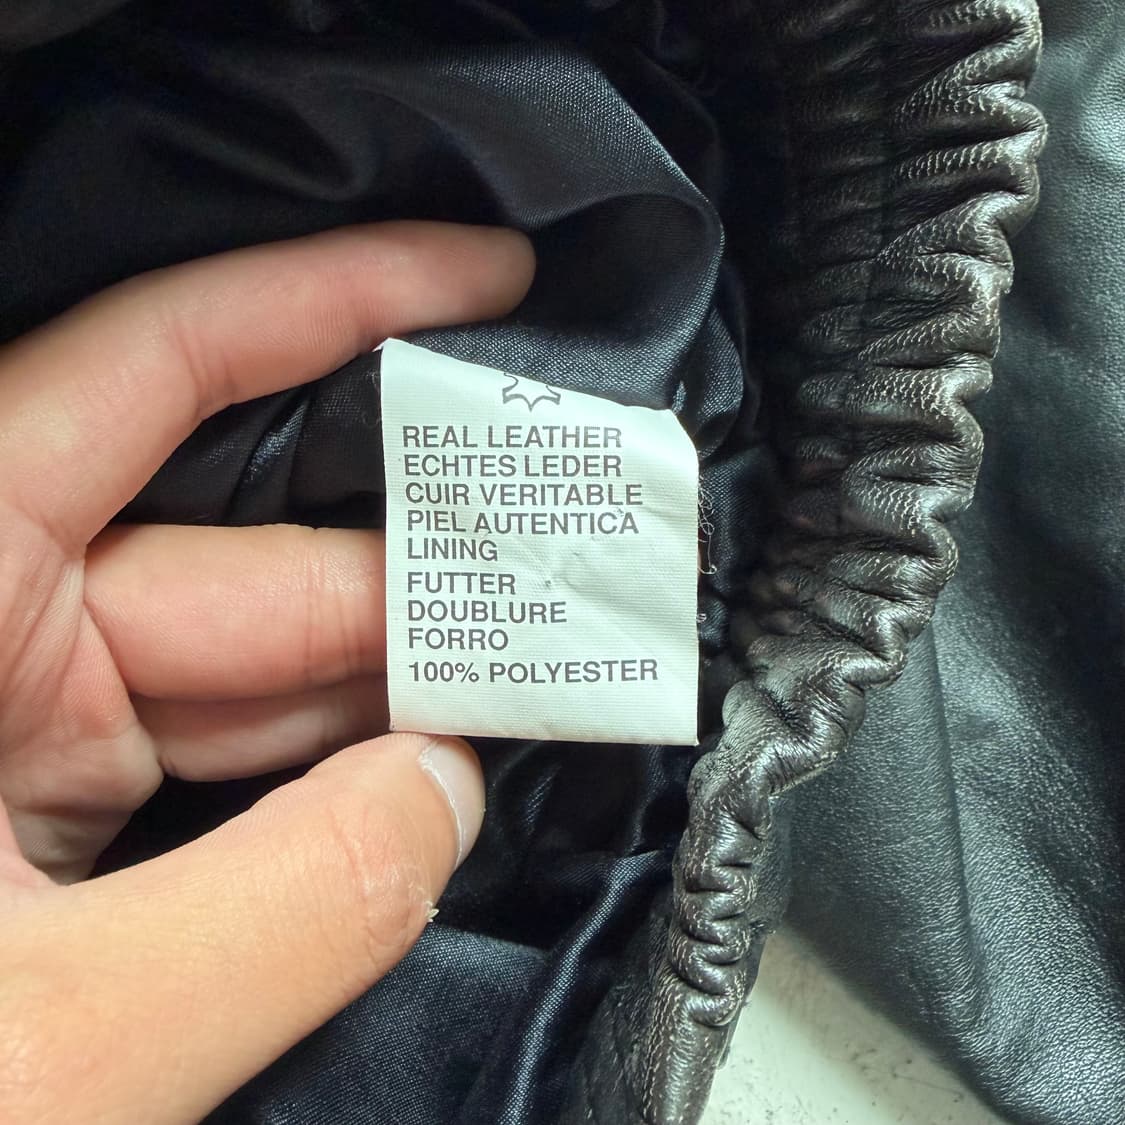 REAL LEATHER
ECHTES LEDER
CUIR VERITABLE
PIEL AUTENTICA
LINING
FUTTER
DOUBLURE
FORRO
100% POLYESTER